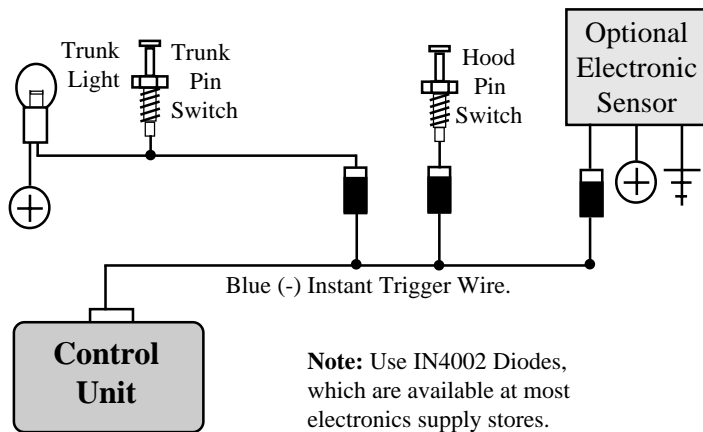 Trunk
Light
Trunk
Pin
Switch
Hood
Pin
Switch
Optional
Electronic
Sensor
Blue (-) Instant Trigger Wire.
Control
Unit
Note: Use IN4002 Diodes,
which are available at most
electronics supply stores.